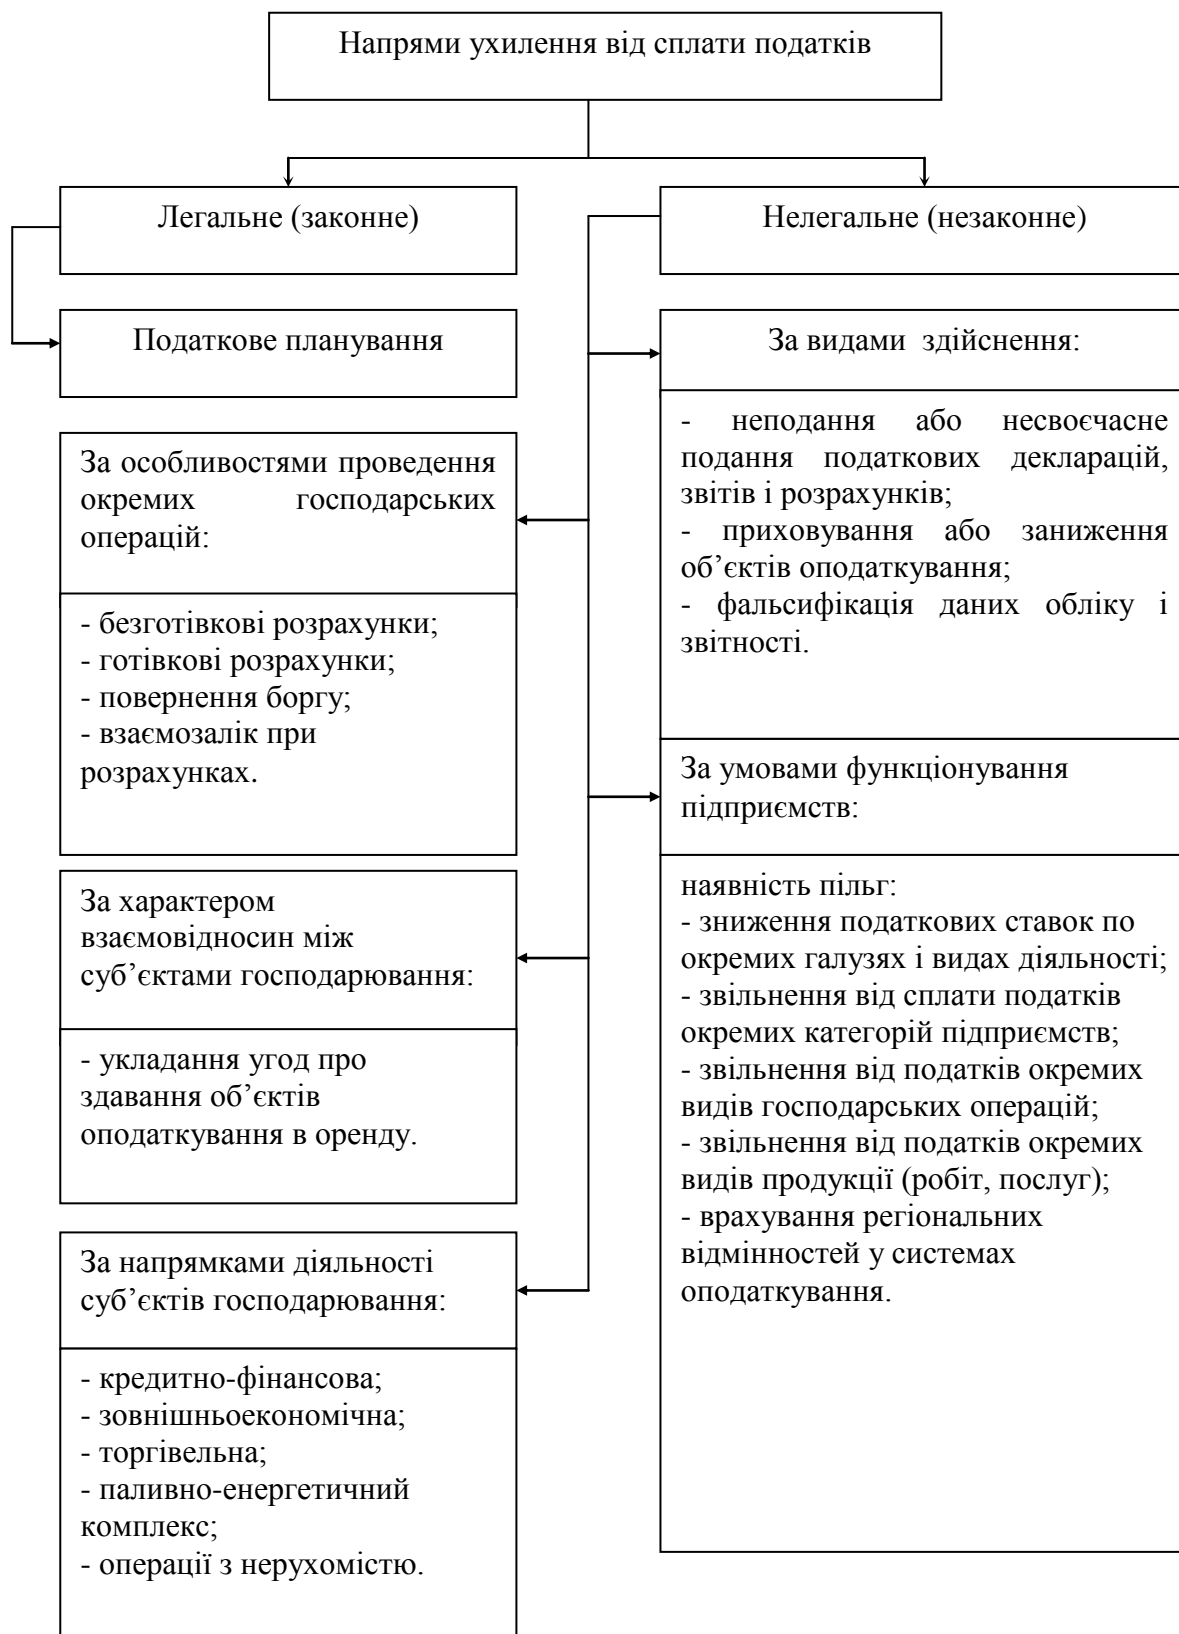 Напрями ухилення від сплати податків
Легальне (законне)
Нелегальне (незаконне)
Податкове планування
За видами здійснення:
- неподання або несвоєчасне
подання податкових декларацій,
звітів і розрахунків;
- приховування або заниження
об’єктів оподаткування;
- фальсифікація даних обліку і
звітності.
За особливостями проведення
окремих господарських
операцій:
- безготівкові розрахунки;
- готівкові розрахунки;
- повернення боргу;
- взаємозалік при
розрахунках.
За умовами функціонування
підприємств:
наявність пільг:
- зниження податкових ставок по
окремих галузях і видах діяльності;
- звільнення від сплати податків
окремих категорій підприємств;
- звільнення від податків окремих
видів господарських операцій;
- звільнення від податків окремих
видів продукції (робіт, послуг);
- врахування регіональних
відмінностей у системах
оподаткування.
За характером
взаємовідносин між
суб’єктами господарювання:
- укладання угод про
здавання об’єктів
оподаткування в оренду.
За напрямками діяльності
суб’єктів господарювання:
- кредитно-фінансова;
- зовнішньоекономічна;
- торгівельна;
- паливно-енергетичний
комплекс;
- операції з нерухомістю.